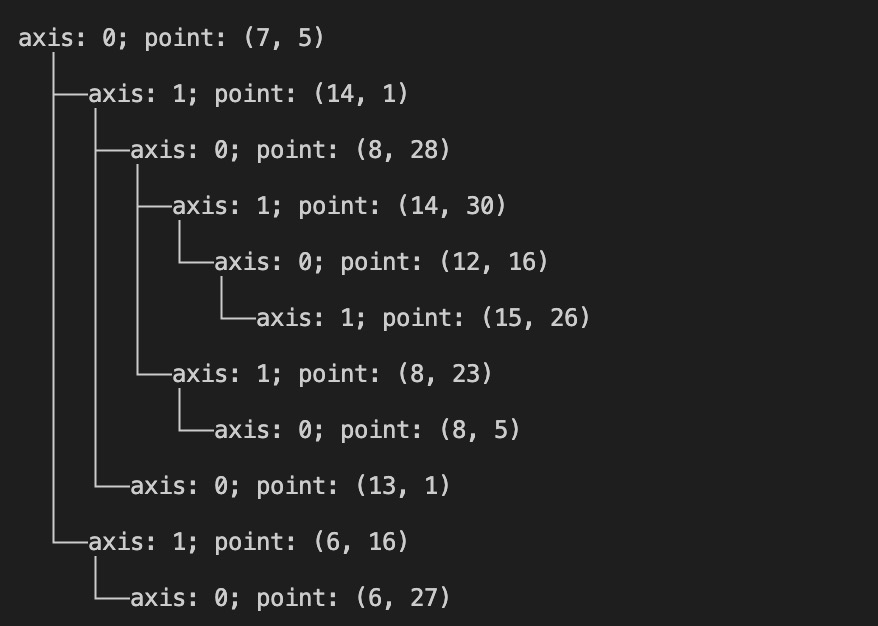 axis: 0; point: (7, 5)
axis: 1; point: (14, 1)
axis: 0; point: (8, 28)
axis: 1; point: (14, 30)
axis: 0; point: (12, 16)
axis: 1; point: (15, 26)
axis: 1; point: (8, 23)
axis: 0; point: (8, 5)
axis: 0; point: (13, 1)
axis: 1; point: (6, 16)
axis: 0; point: (6, 27)